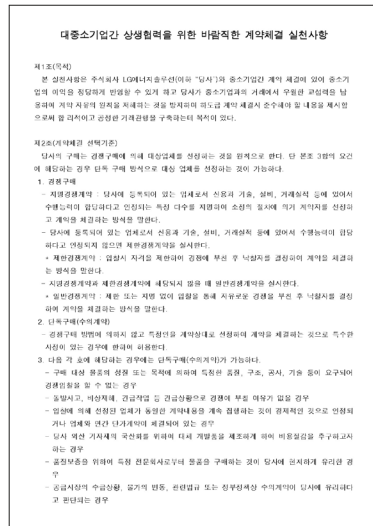 대중소기업간 상생협력을 위한 바람직한 계약체결 실천사항
제1조(목적)
본 실천사항은 주식회사 LG에너지솔루션(이하 "당사")와 중소기업간 계약 체결에 있어 중소기
업의 이익을 정당하게 반영할 수 있게 하고 당사가 중소기업과의 거래에서 우월한 교섭력을 남
용하여 계약 자유의 원칙을 저해하는 것을 방지하며 하도급 계약 체결시 준수해야 할 내용을 제시함
으로써 합리적이고 공정한 거래관행을 구축하는데 목적이 있다.
제2조(계약체결 선택기준)
당사의 구매는 경쟁구매에 의해 대상업체를 선정하는 것을 원칙으로 한다. 단 본조 3항의 요건
에 해당하는 경우 단독 구매 방식으로 대상 업체를 선정하는 것이 가능하다.
1. 경쟁구매
- 지명경쟁계약 : 당사에 등록되어 있는 업체로서 신용과 기술, 설비, 거래실적 등에 있어서
수행능력이 합당하다고 인정되는 특정 다수를 지명하여 소정의 절차에 의거 계약자를 선정하
고 계약을 체결하는 방식을 말한다.
- 당사에 등록되어 있는 업체로서 신용과 기술, 설비, 거래실적 등에 있어서 수행능력이 합당
하다고 인정되지 않으면 제한경쟁계약을 실시한다.
* 제한경쟁계약 : 입찰시 자격을 제한하여 경쟁에 부친 후 낙찰자를 결정하여 계약을 체결하
는 방식을 말한다.
- 지명경쟁계약과 제한경쟁계약에 해당되지 않을 때 일반경쟁계약을 실시한다.
* 일반경쟁계약 : 제한 또는 지명 없이 입찰을 통해 자유로운 경쟁을 부친 후 낙찰자를 결정
하여 계약을 체결하는 방식을 말한다.
2. 단독구매(수의계약)
- 경쟁구매 방법에 의하지 않고 특정인을 계약상대로 선정하여 계약을 체결하는 것으로 특수한
사정이 있는 경우에 한하여 허용한다.
3. 다음 각 호에 해당하는 경우에는 단독구매(수의계약)가 가능하다.
- 구매 대상 물품의 성질 또는 목적에 의하여 특정한 품질, 구조, 공사, 기술 등이 요구되어
경쟁입찰을 할 수 없는 경우
- 돌발사고, 비상재해, 긴급작업 등 긴급상황으로 경쟁에 부칠 여유가 없을 경우
- 입찰에 의해 선정된 업체가 동일한 계약내용을 계속 집행하는 것이 경제적인 것으로 인정되
거나 업체와 연간 단가계약이 체결되어 있는 경우
- 당사 외산 기자재의 국산화를 위하여 대체 개발품을 제조하게 하여 비용절감을 추구하고자
하는 경우
- 품질보증을 위하여 특정 전문회사로부터 물품을 구매하는 것이 당사에 현저하게 유리한 경
우
- 공급시장의 수급상황, 물가의 변동, 관련법규 또는 정부정책상 수의계약이 당사에 유리하다
고 판단되는 경우